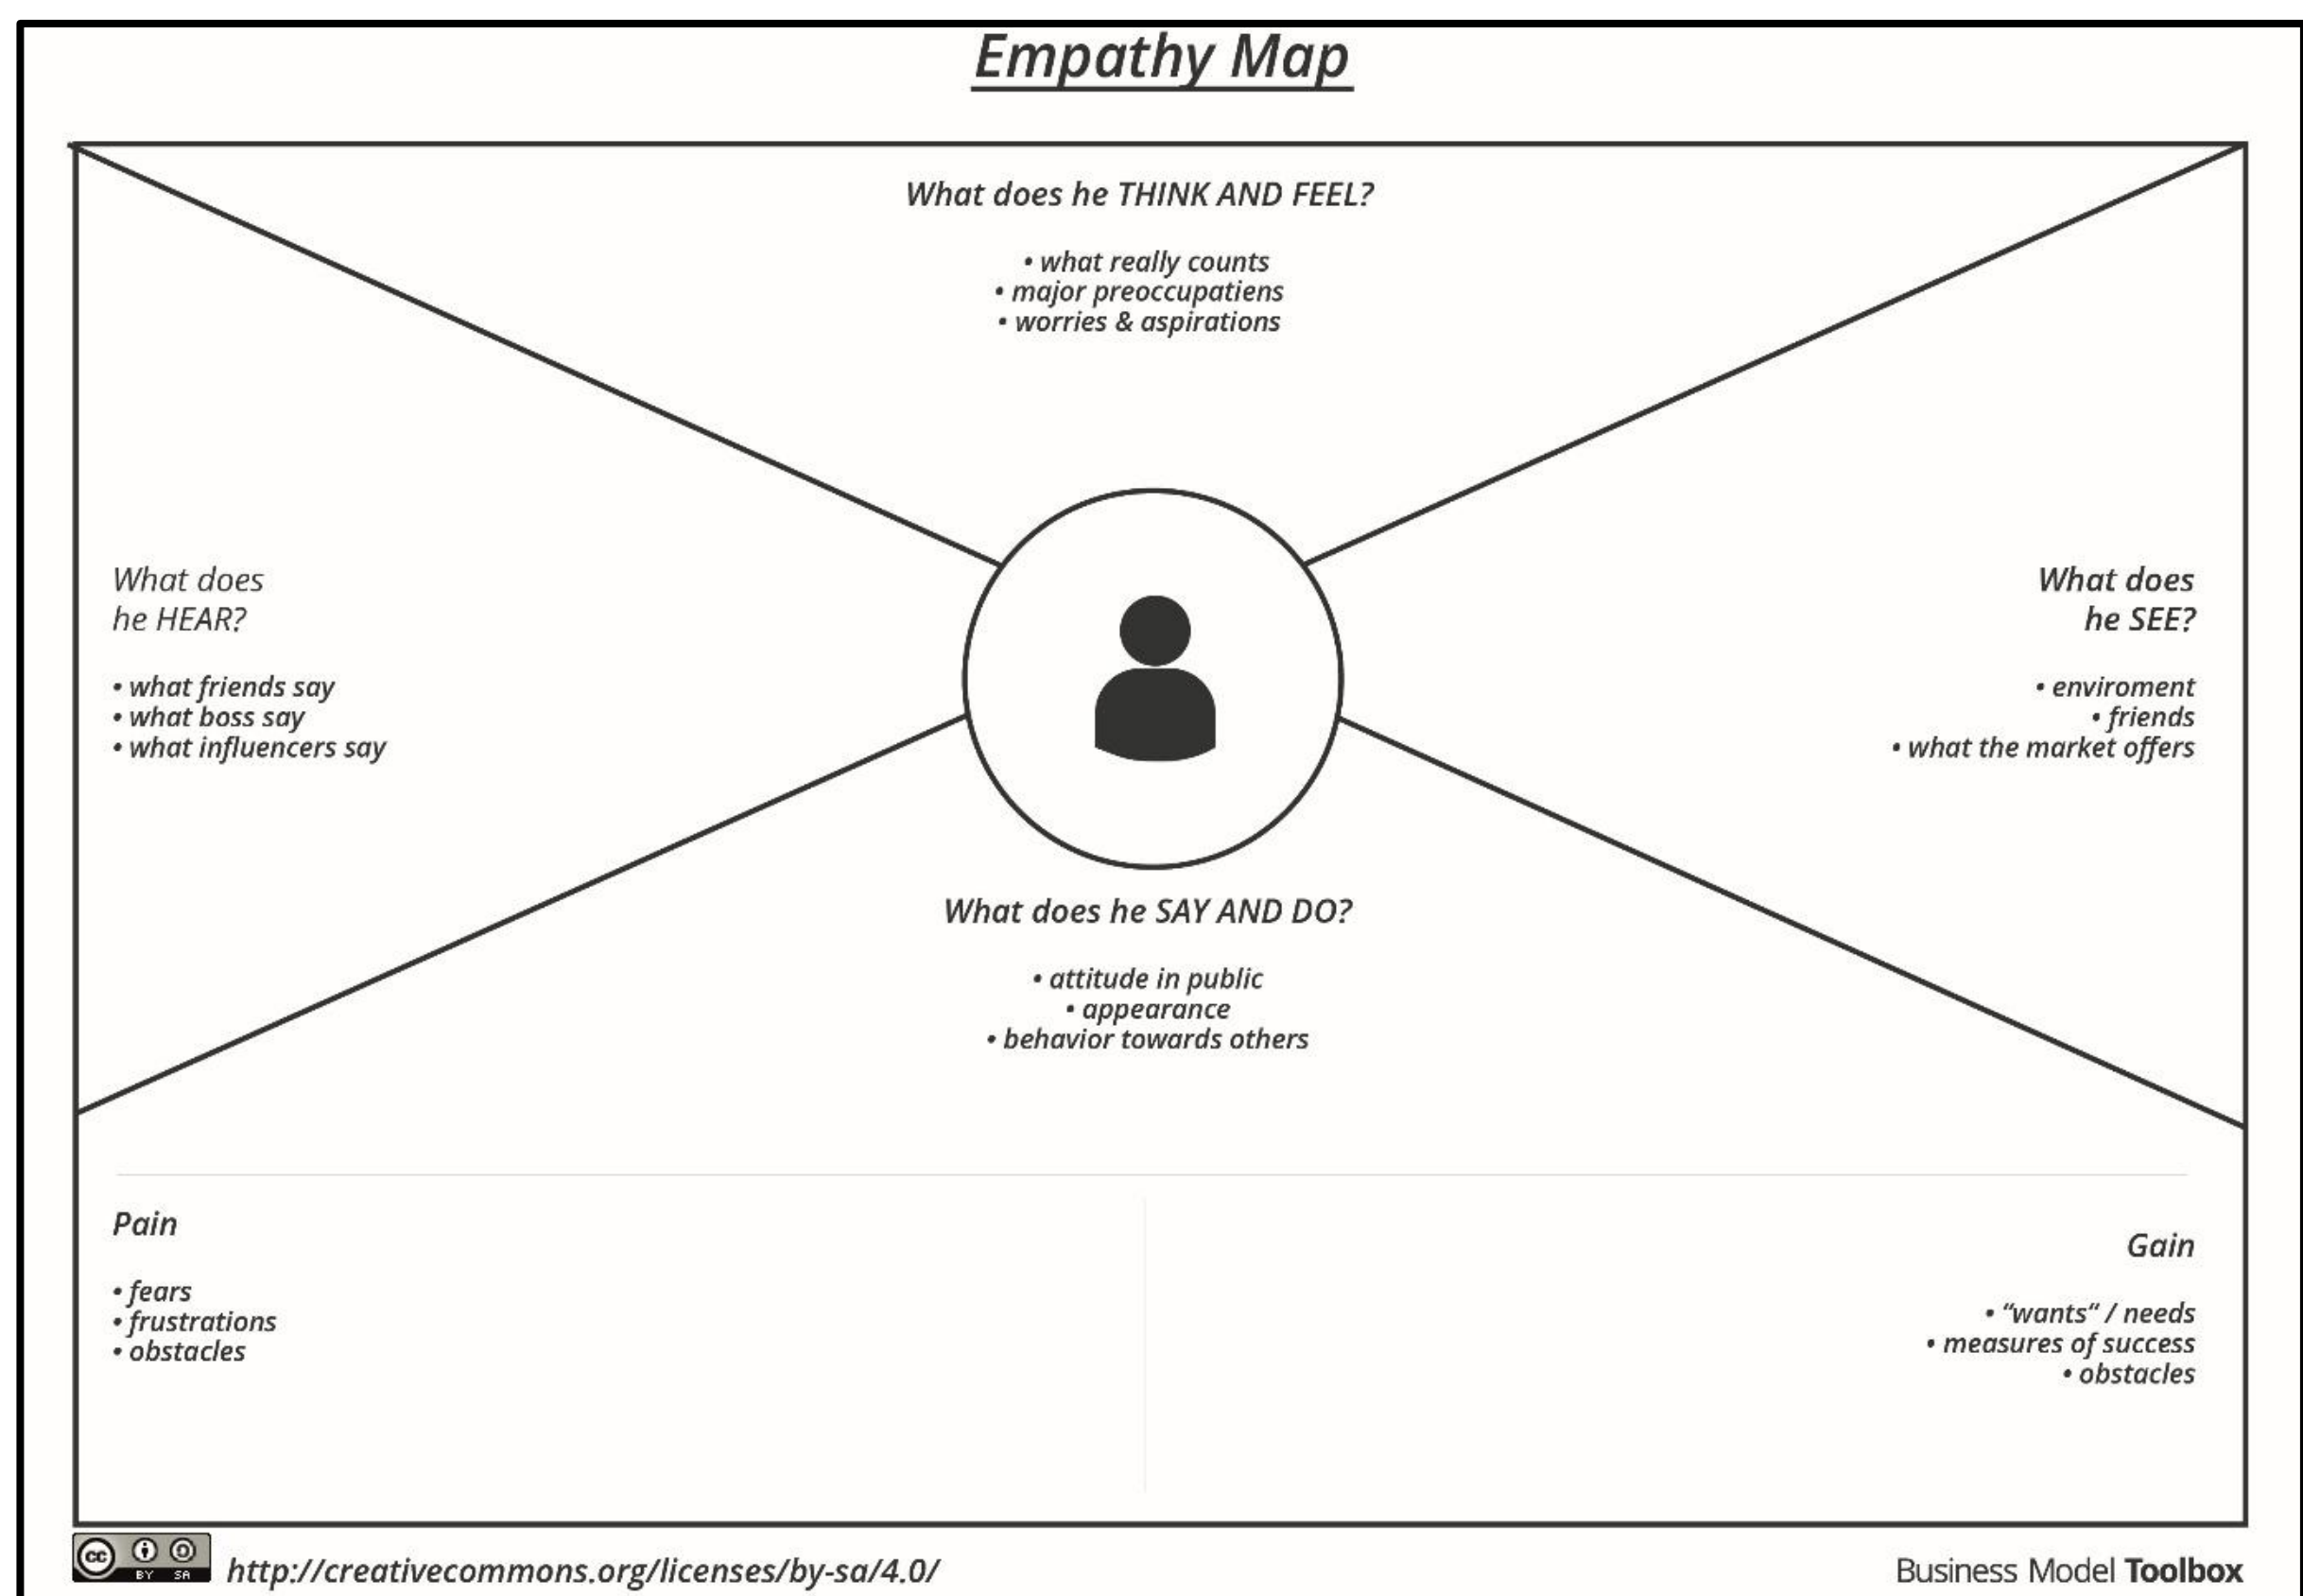 Empathy Map
What does he THINK AND FEEL?
• what really counts
• major preoccupatiens
• worries & aspirations
What does
he HEAR?
• what friends say
• what boss say
• what influencers say
What does
he SEE?
• enviroment
• friends
• what the market offers
What does he SAY AND DO?
• attitude in public
• appearance
• behavior towards others
Pain
• fears
• frustrations
• obstacles
Gain
• “wants“ / needs
• measures of success
• obstacles
cc BY SA
http://creativecommons.org/licenses/by-sa/4.0/
Business Model Toolbox